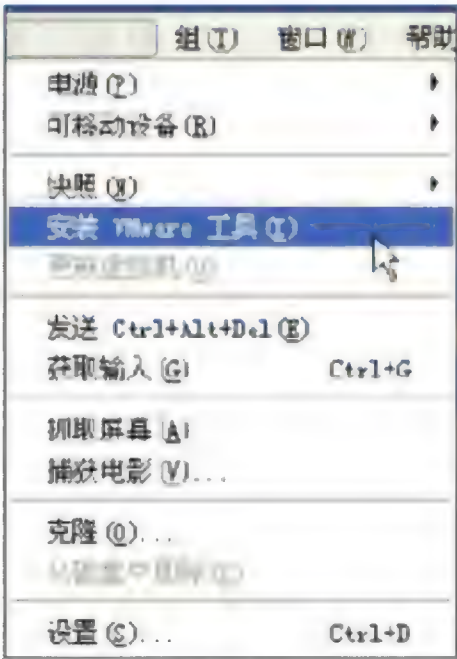 组(T) 窗口(W) 帮助
电源(P)
可移动设备(R)
快照(N)
安装 VMware 工具(I)
发送 Ctrl+Alt+Del(E)
获取输入(G) Ctrl+G
抓取屏幕(A)
捕获电影(V)...
克隆(O)...
设置(S)... Ctrl+D